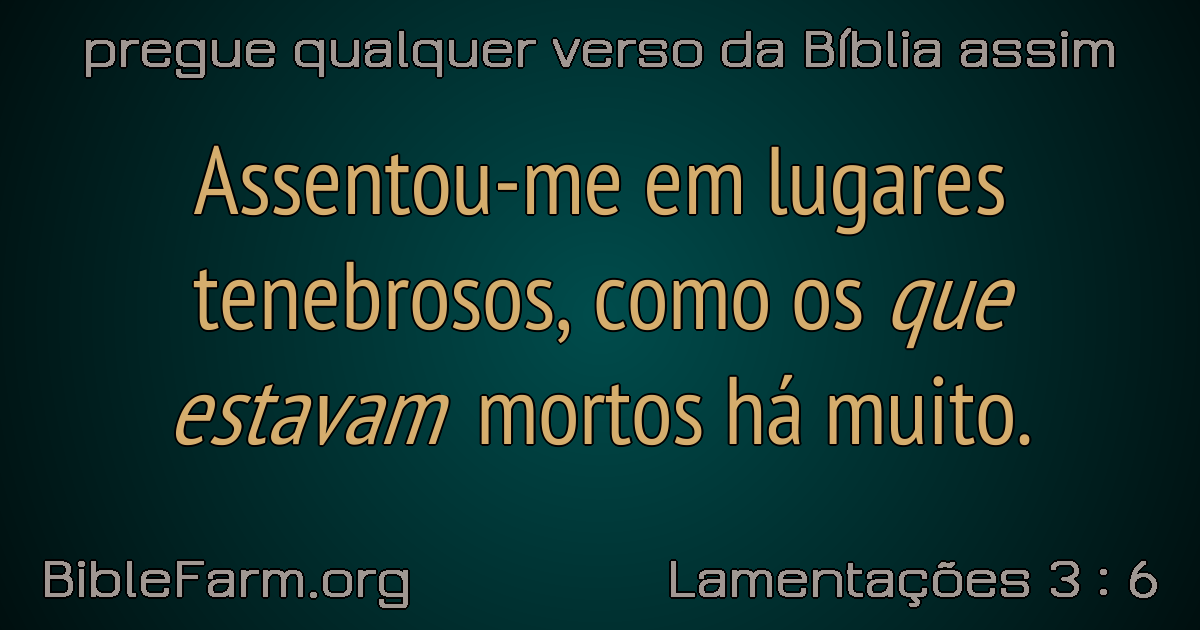 pregue qualquer verso da Bíblia assim
Assentou-me em lugares
tenebrosos, como os que
estavam mortos há muito.
BibleFarm.org
Lamentações 3 : 6